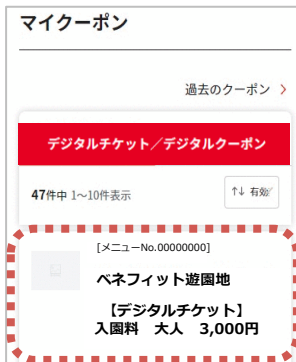 マイクーポン
過去のクーポン
デジタルチケット／デジタルクーポン
47件中 1～10件表示
↑↓ 有効
[メニューNo.00000000]
ベネフィット遊園地
【デジタルチケット】
入園料　大人　3,000円